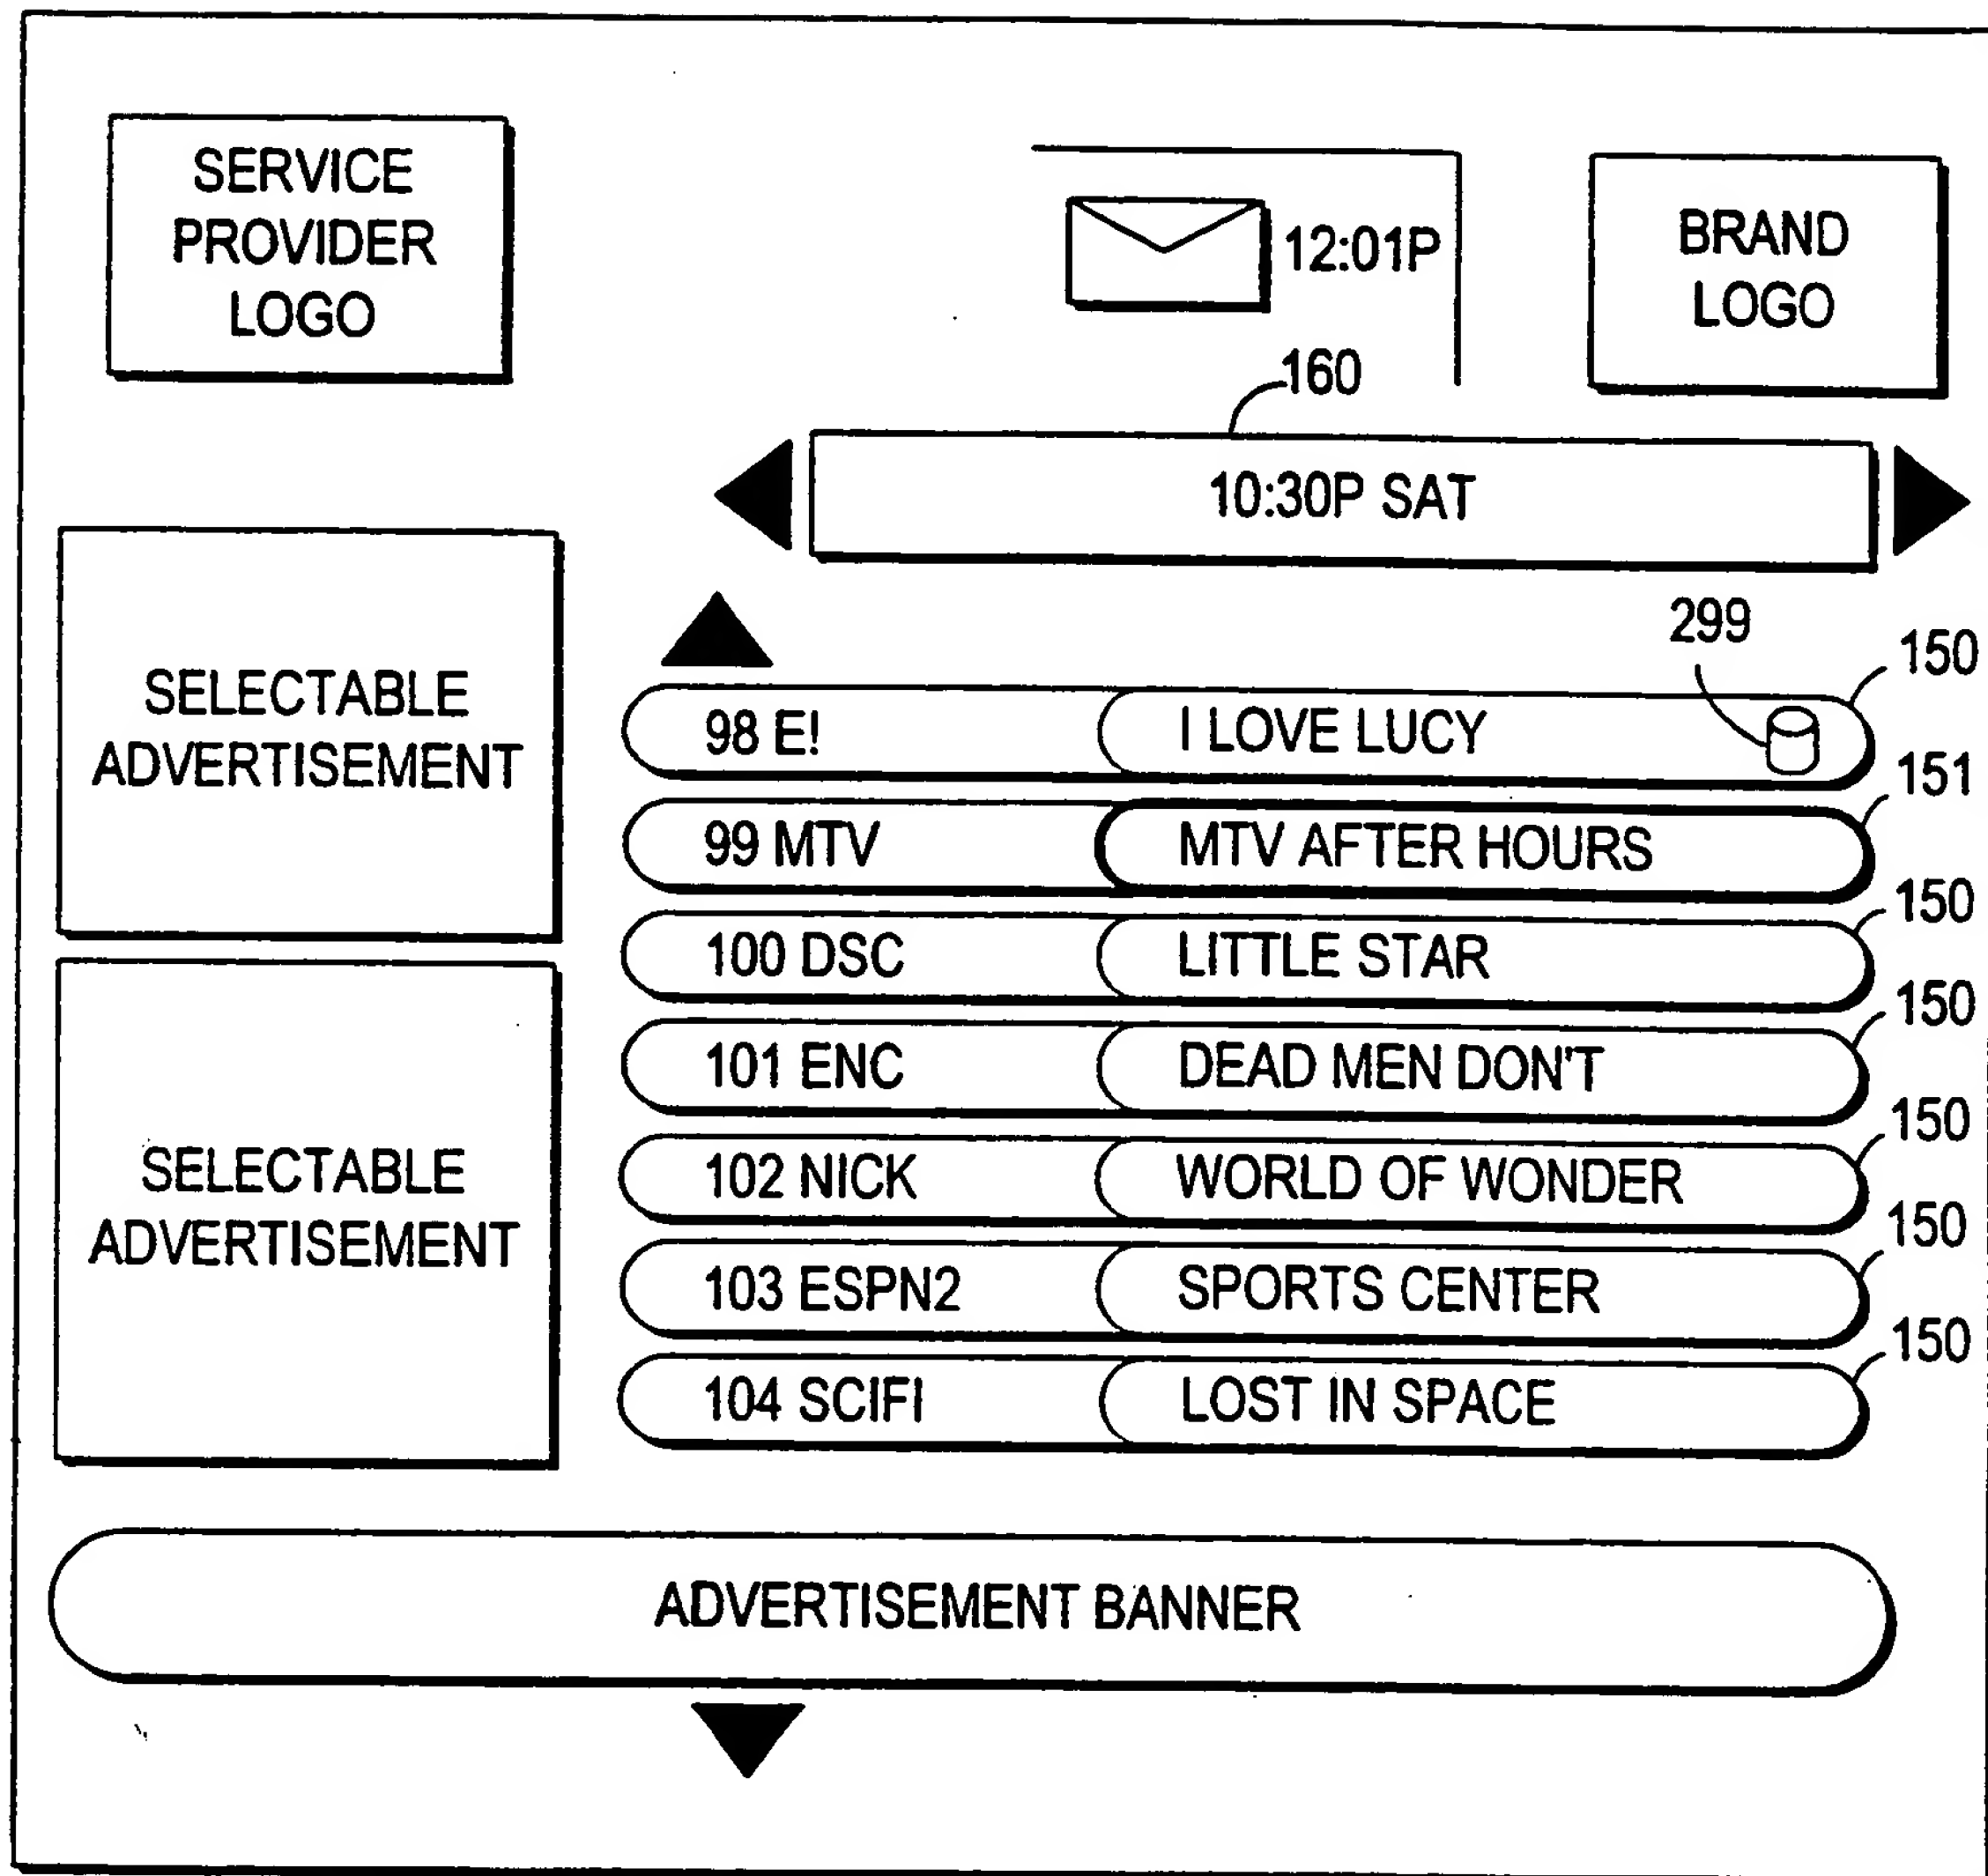 SERVICE
PROVIDER
LOGO
12:01P
BRAND
LOGO
160
10:30P SAT
299
150
98 E! I LOVE LUCY
151
99 MTV MTV AFTER HOURS
150
100 DSC LITTLE STAR
150
101 ENC DEAD MEN DON'T
150
102 NICK WORLD OF WONDER
150
103 ESPN2 SPORTS CENTER
150
104 SCIFI LOST IN SPACE
SELECTABLE
ADVERTISEMENT
SELECTABLE
ADVERTISEMENT
ADVERTISEMENT BANNER